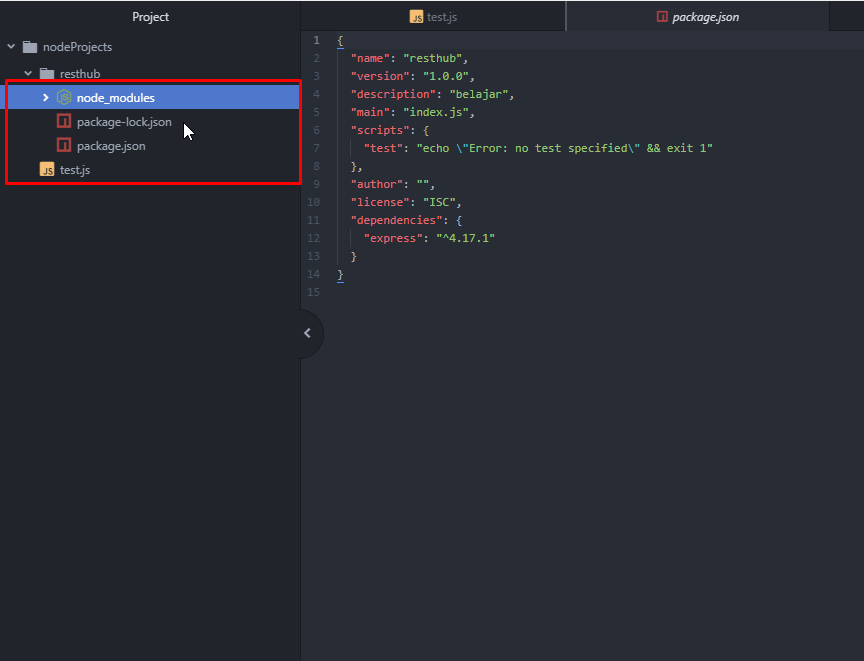 Project
nodeProjects
resthub
node_modules
package-lock.json
package.json
JS test.js
JS test.js
package.json
1 {
2 "name": "resthub",
3 "version": "1.0.0",
4 "description": "belajar",
5 "main": "index.js",
6 "scripts": {
7 "test": "echo \"Error: no test specified\" && exit 1"
8 },
9 "author": "",
10 "license": "ISC",
11 "dependencies": {
12 "express": "^4.17.1"
13 }
14 }
15